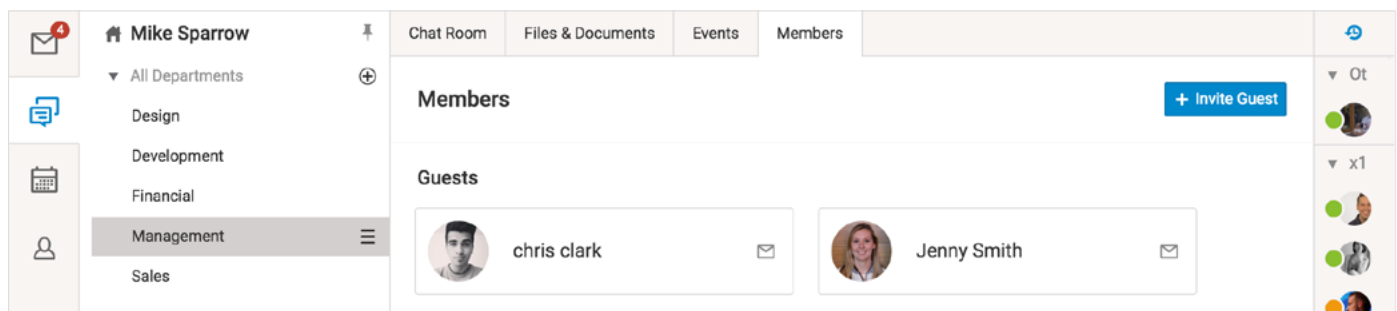 4
Mike Sparrow
All Departments
Design
Development
Financial
Management
Sales
Chat Room
Files & Documents
Events
Members
Members
+ Invite Guest
Guests
chris clark
Jenny Smith
Ot
x1